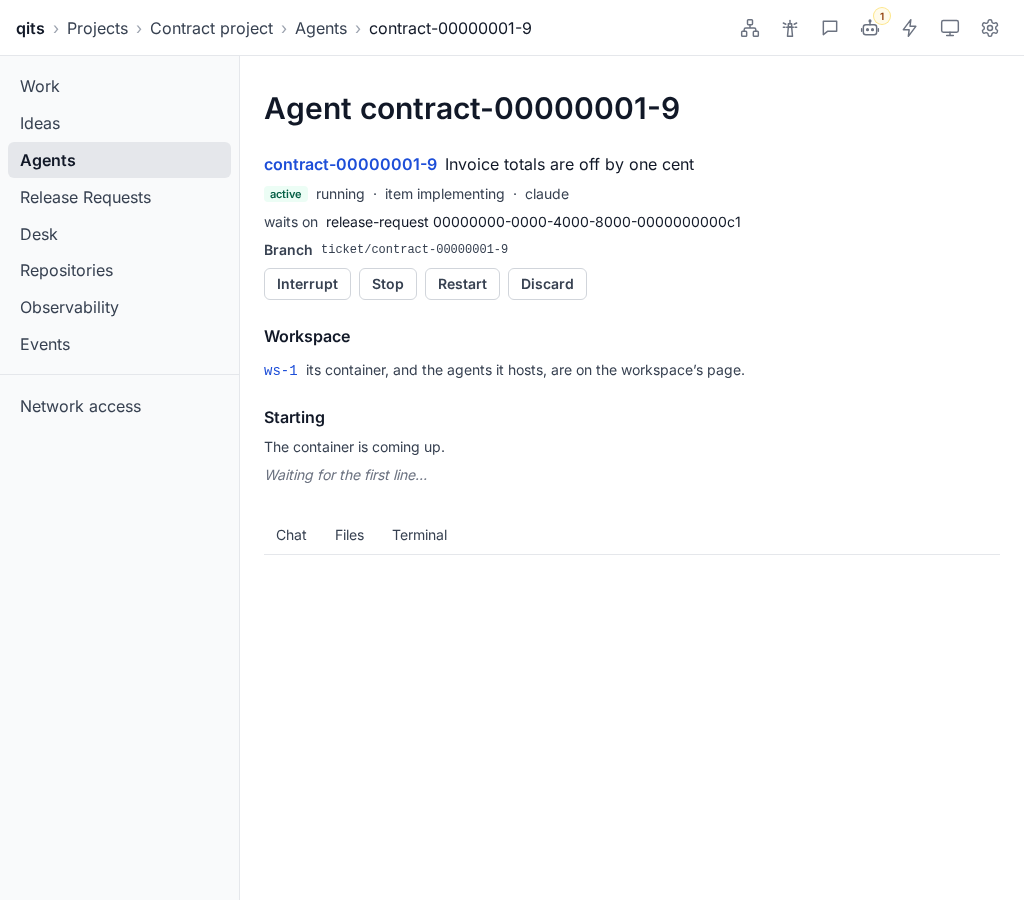 qits › Projects › Contract project › Agents › contract-00000001-9
1
Work
Ideas
Agents
Release Requests
Desk
Repositories
Observability
Events
Network access
Agent contract-00000001-9
contract-00000001-9 Invoice totals are off by one cent
active running · item implementing · claude
waits on release-request 00000000-0000-4000-8000-0000000000c1
Branch ticket/contract-00000001-9
Interrupt Stop Restart Discard
Workspace
ws-1 its container, and the agents it hosts, are on the workspace’s page.
Starting
The container is coming up.
Waiting for the first line…
Chat Files Terminal